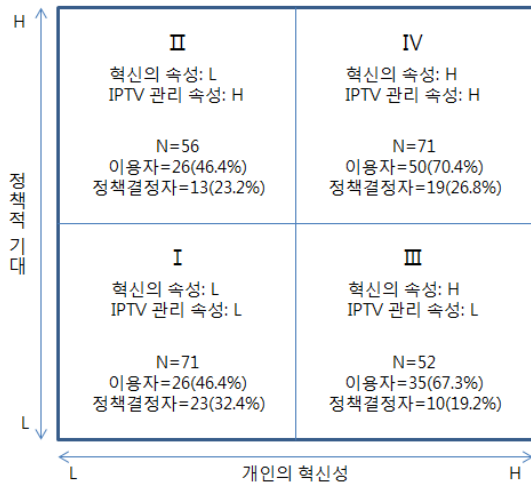 H
Ⅱ
혁신의 속성: L
IPTV 관리 속성: H
N=56
이용자=26(46.4%)
정책결정자=13(23.2%)
Ⅳ
혁신의 속성: H
IPTV 관리 속성: H
N=71
이용자=50(70.4%)
정책결정자=19(26.8%)
정책적 기대
Ⅰ
혁신의 속성: L
IPTV 관리 속성: L
N=71
이용자=26(46.4%)
정책결정자=23(32.4%)
Ⅲ
혁신의 속성: H
IPTV 관리 속성: L
N=52
이용자=35(67.3%)
정책결정자=10(19.2%)
L
L
개인의 혁신성
H